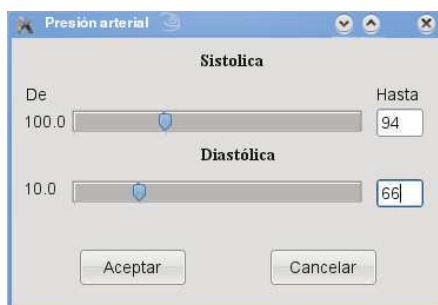 Presión arterial
Sistolica
De Hasta
100.0 94
Diastólica
10.0 66
Aceptar Cancelar